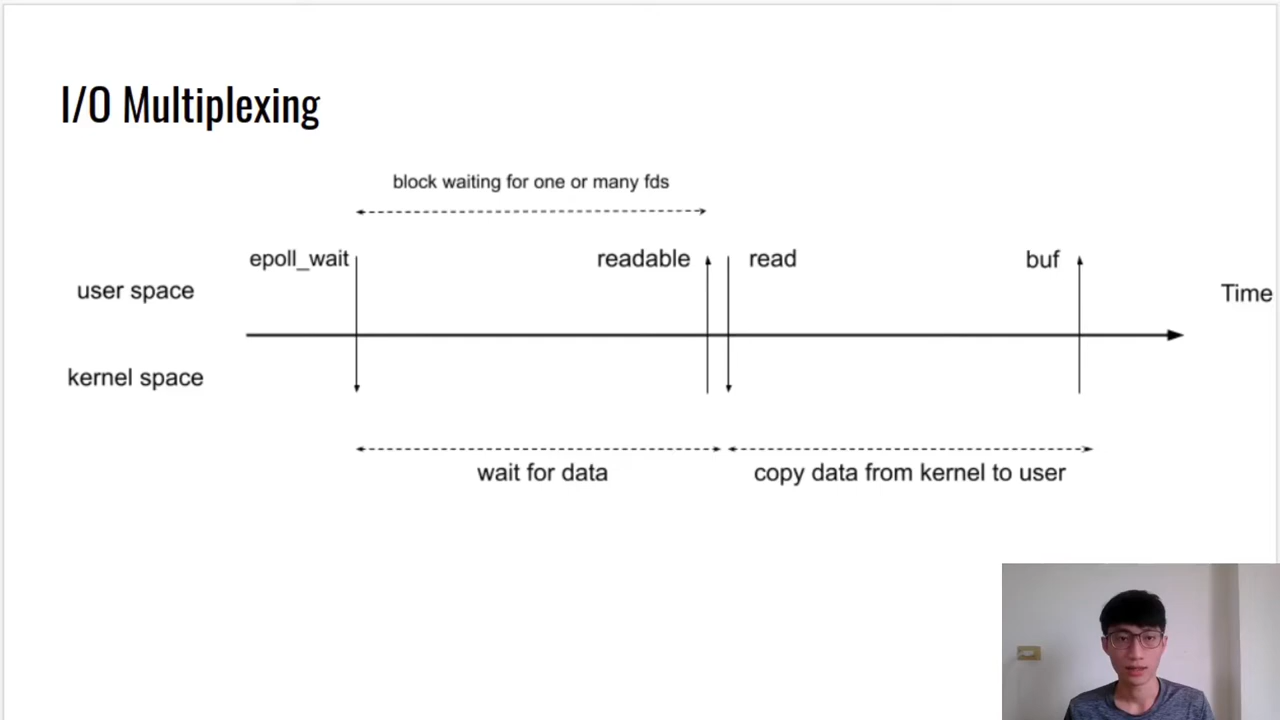 I/O Multiplexing
block waiting for one or many fds
epoll_wait
readable
read
buf
user space
Time
kernel space
wait for data
copy data from kernel to user